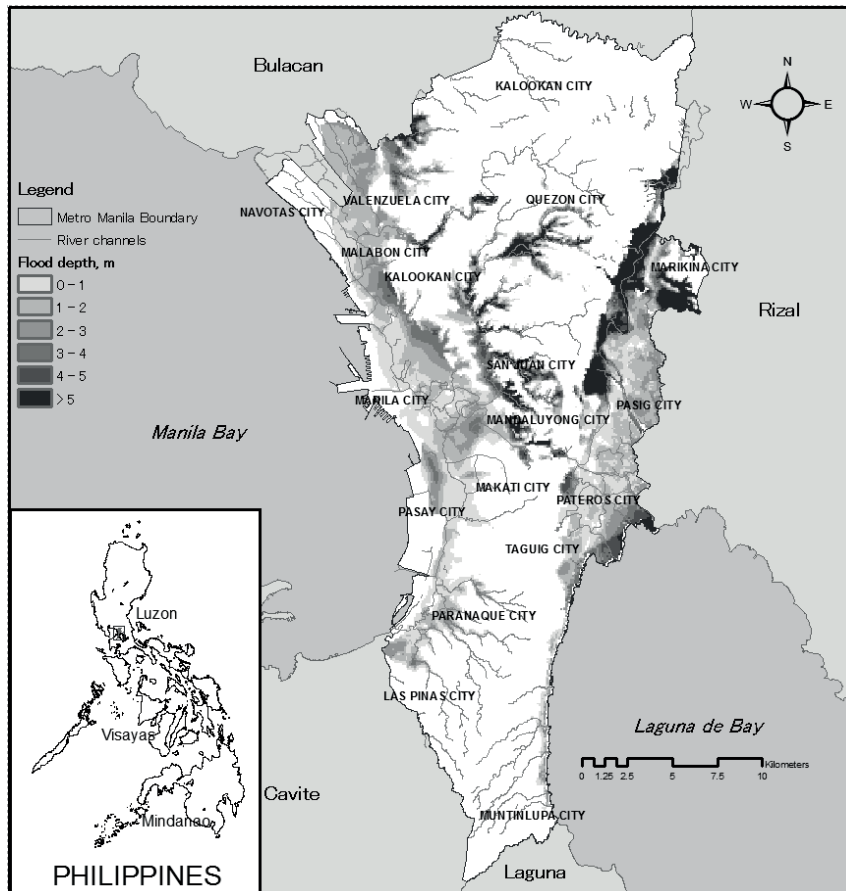 Bulacan
KALOOKAN CITY
N
W E
S
Legend
Metro Manila Boundary
River channels
Flood depth, m
0 - 1
1 - 2
2 - 3
3 - 4
4 - 5
>5
NAVOTAS CITY
VALENZUELA CITY
QUEZON CITY
MALABON CITY
KALOOKAN CITY
MARIKINA CITY
Rizal
SAN JUAN CITY
MANILA CITY
PASIG CITY
MANDALUYONG CITY
Manila Bay
MAKATI CITY
PATEROS CITY
PASAY CITY
TAGUIG CITY
PARANAQUE CITY
LAS PINAS CITY
Laguna de Bay
Kilometers
0 1.25 2.5 5 7.5 10
Cavite
MUNTINLUPA CITY
Laguna
Luzon
Visayas
Mindanao
PHILIPPINES